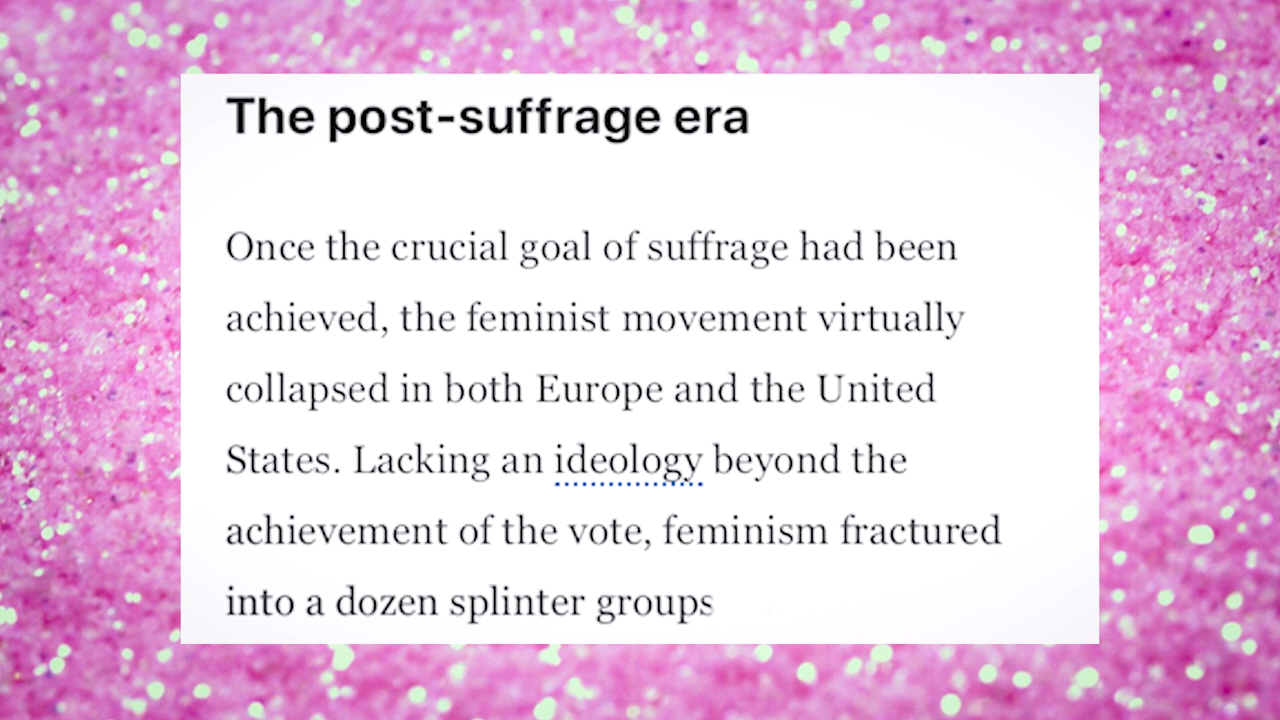 The post-suffrage era
Once the crucial goal of suffrage had been
achieved, the feminist movement virtually
collapsed in both Europe and the United
States. Lacking an ideology beyond the
achievement of the vote, feminism fractured
into a dozen splinter groups